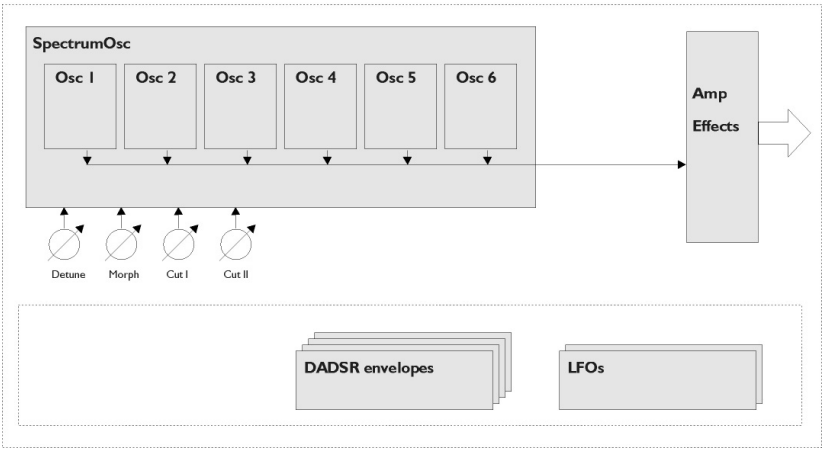 SpectrumOsc
Osc 1
Osc 2
Osc 3
Osc 4
Osc 5
Osc 6
Amp
Effects
Detune
Morph
Cut I
Cut II
DADSR envelopes
LFOs